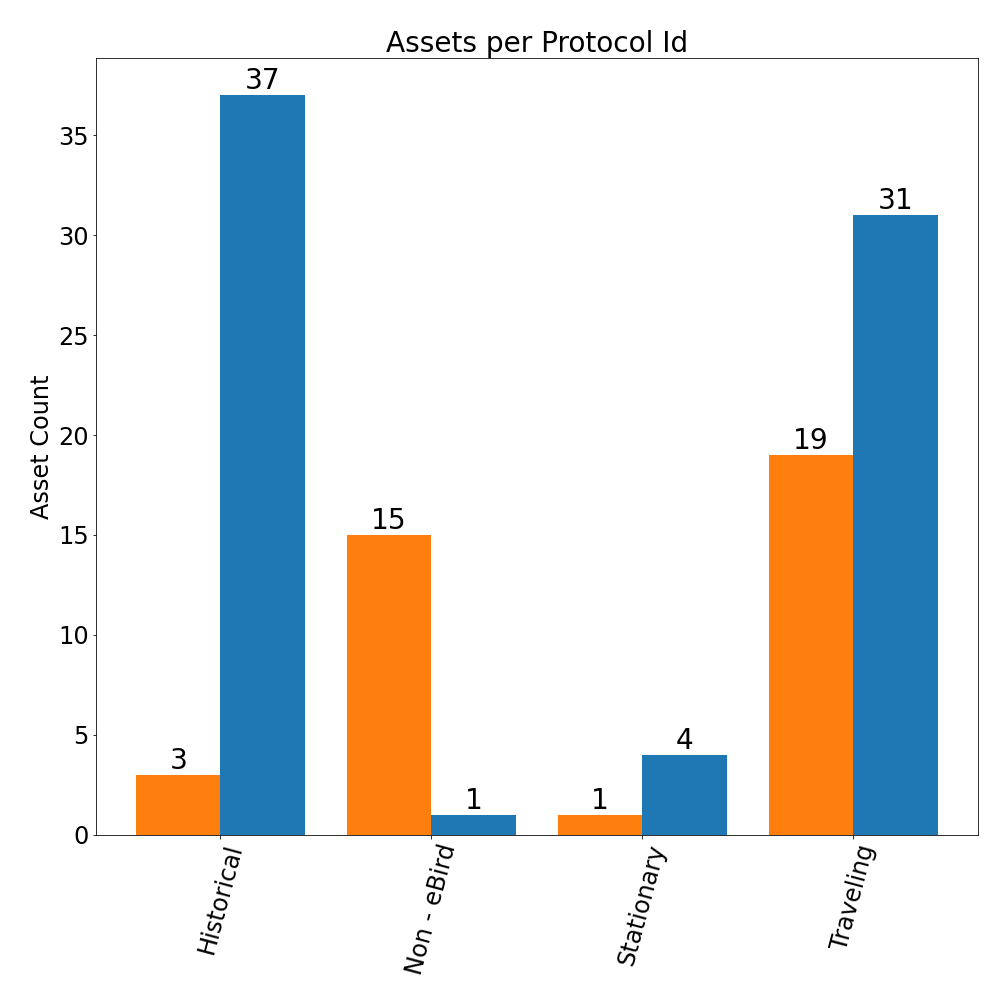 Assets per Protocol Id
Asset Count
35
30
25
20
15
10
5
0
3
37
15
1
1
4
19
31
Historical
Non - eBird
Stationary
Traveling